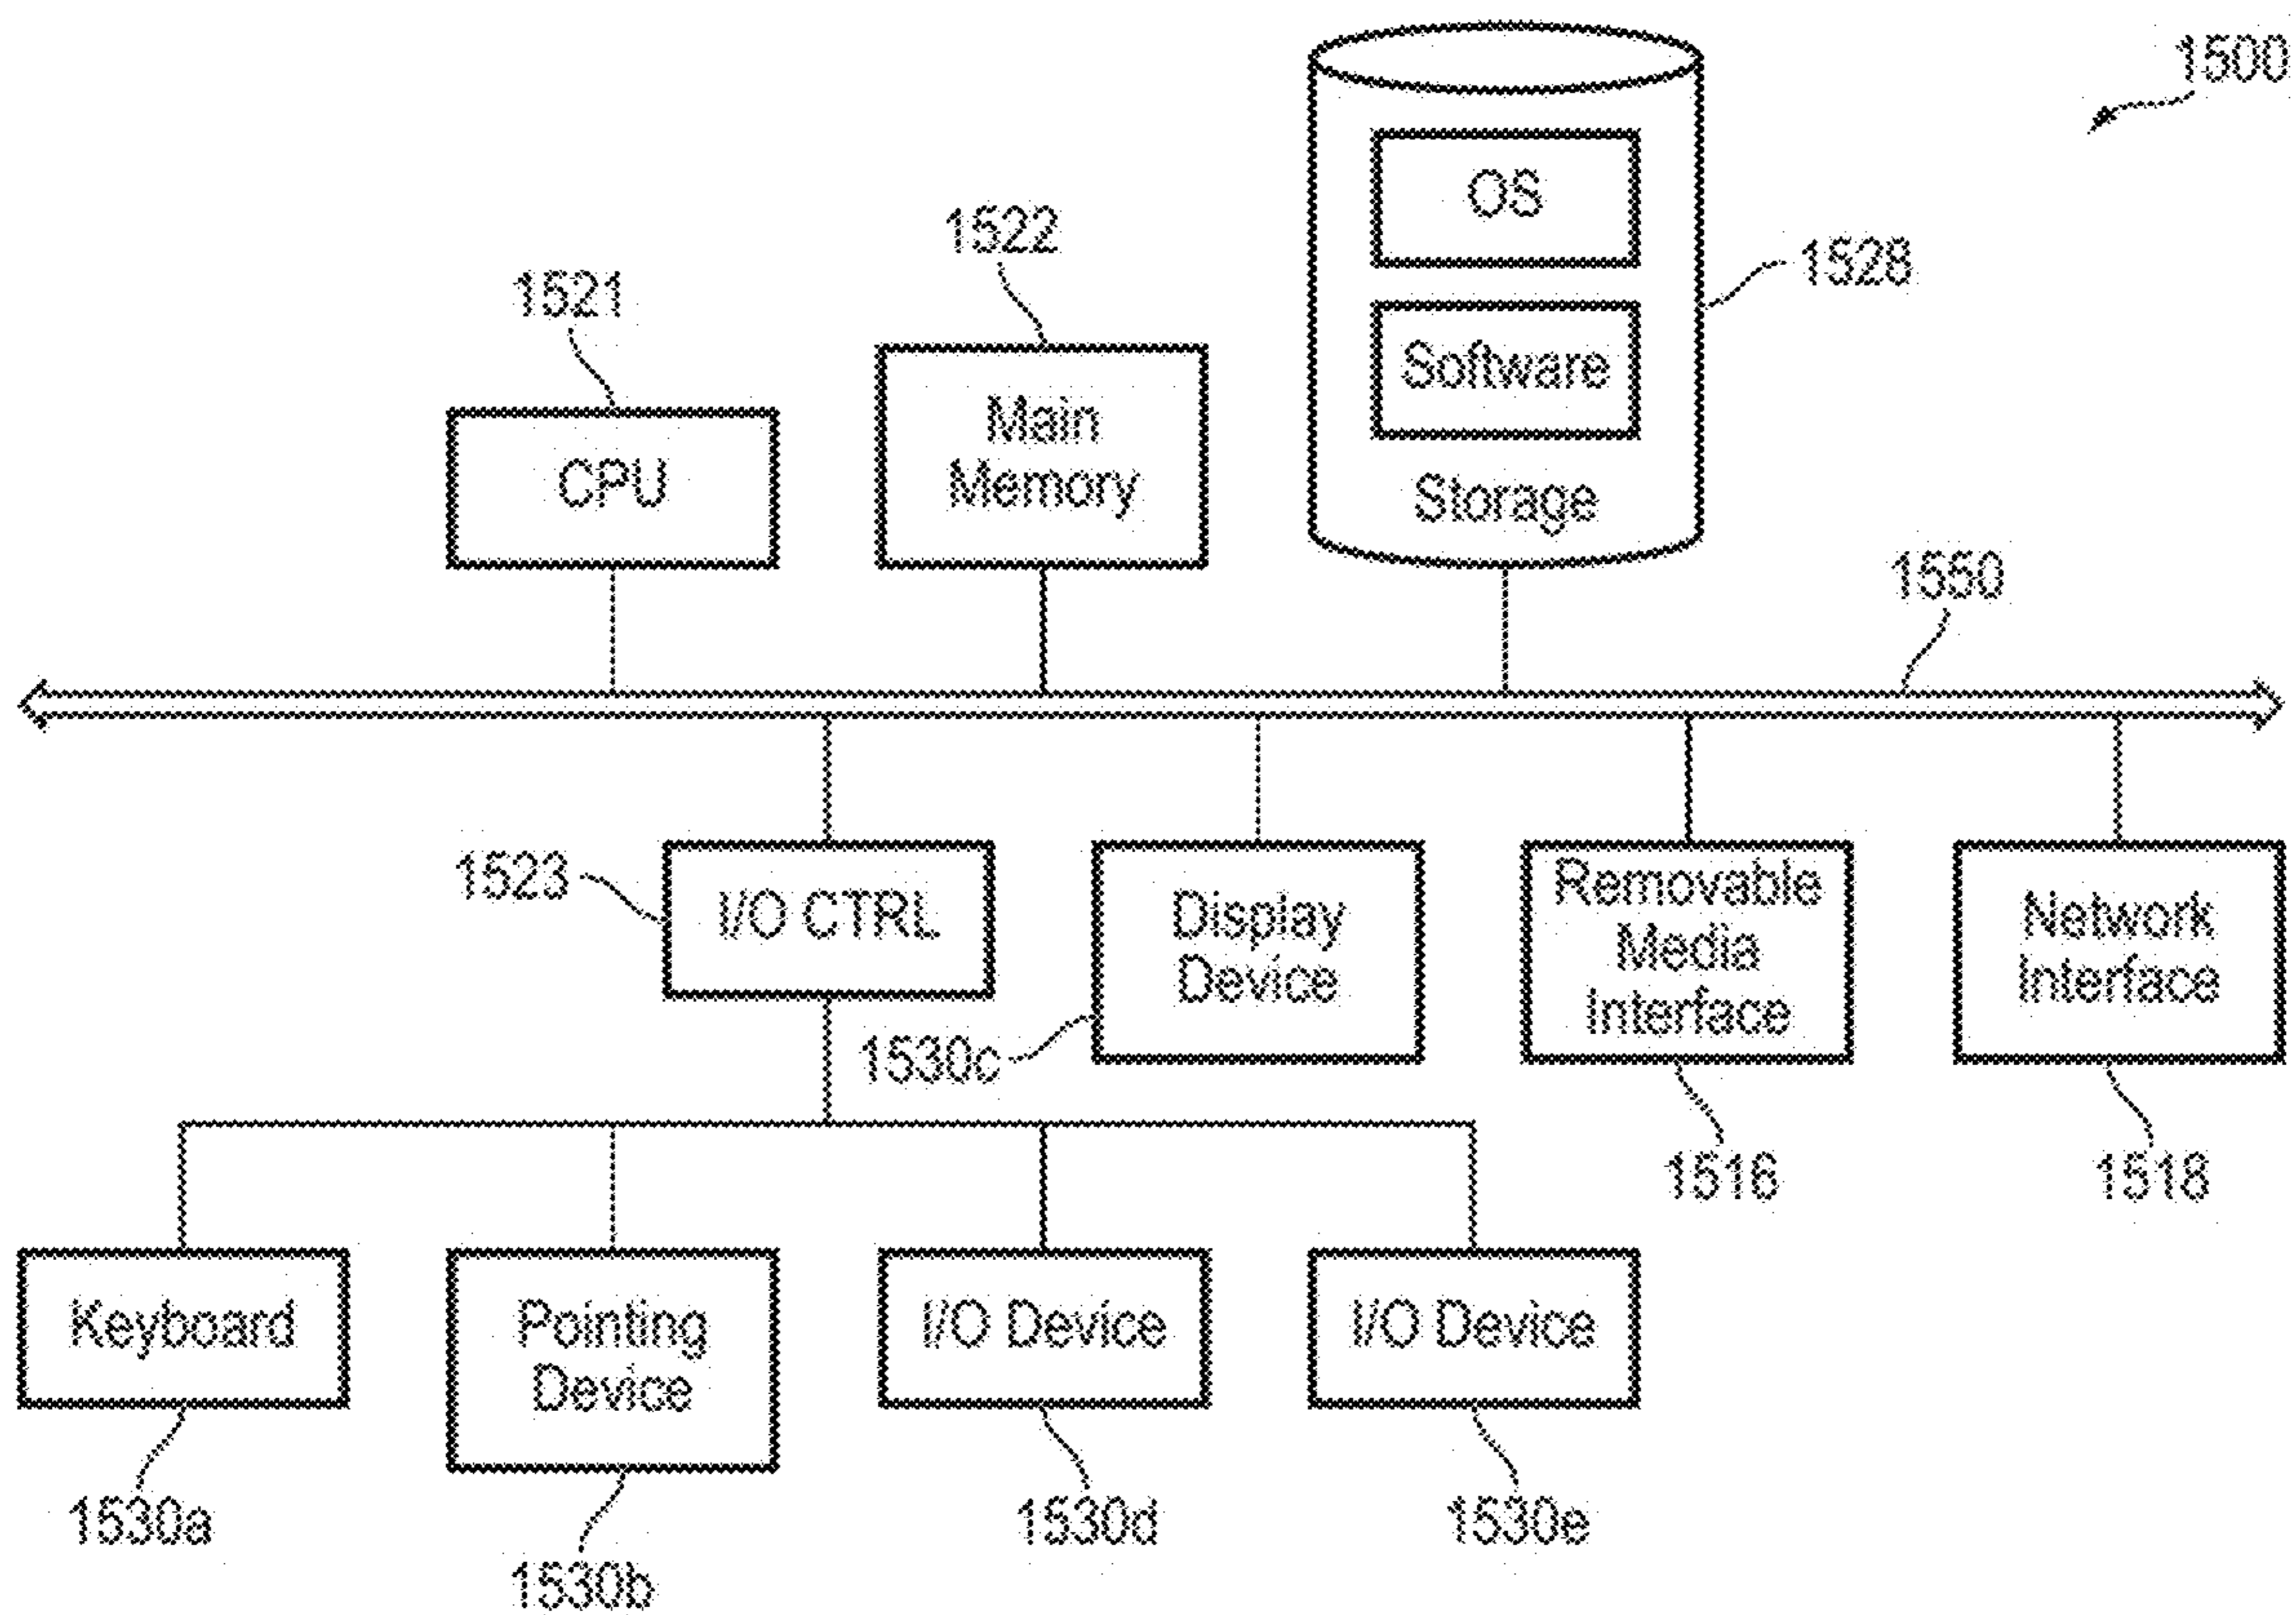 1500
OS
1522
1528
1521
Software
Main
Memory
CPU
Storage
1550
Removable
Media
Interface
1523
I/O CTRL
Display
Device
Network
Interface
1530c
1516
1518
Keyboard
Pointing
Device
I/O Device
I/O Device
1530a
1530b
1530d
1530e